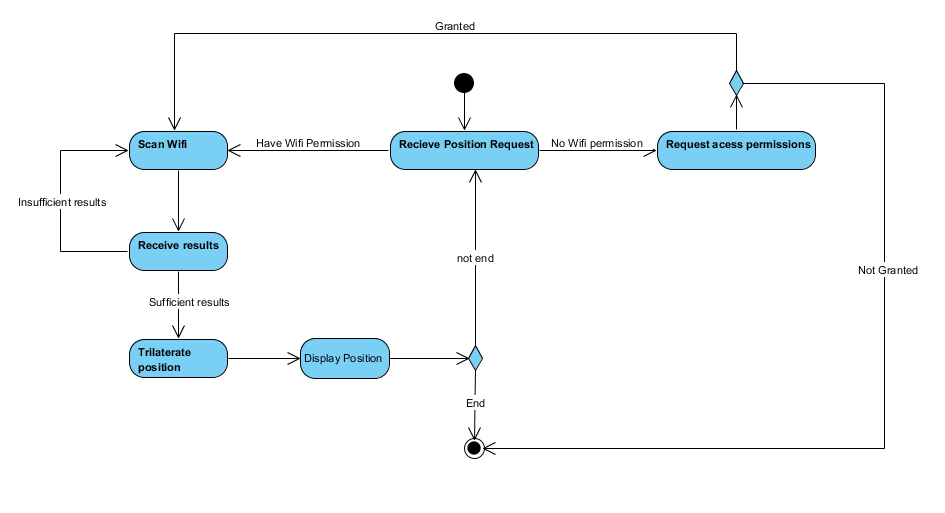 Granted
Scan Wifi
Have Wifi Permission
Recieve Position Request
No Wifi permission
Request acess permissions
Insufficient results
Receive results
not end
Not Granted
Sufficient results
Trilaterate
position
Display Position
End